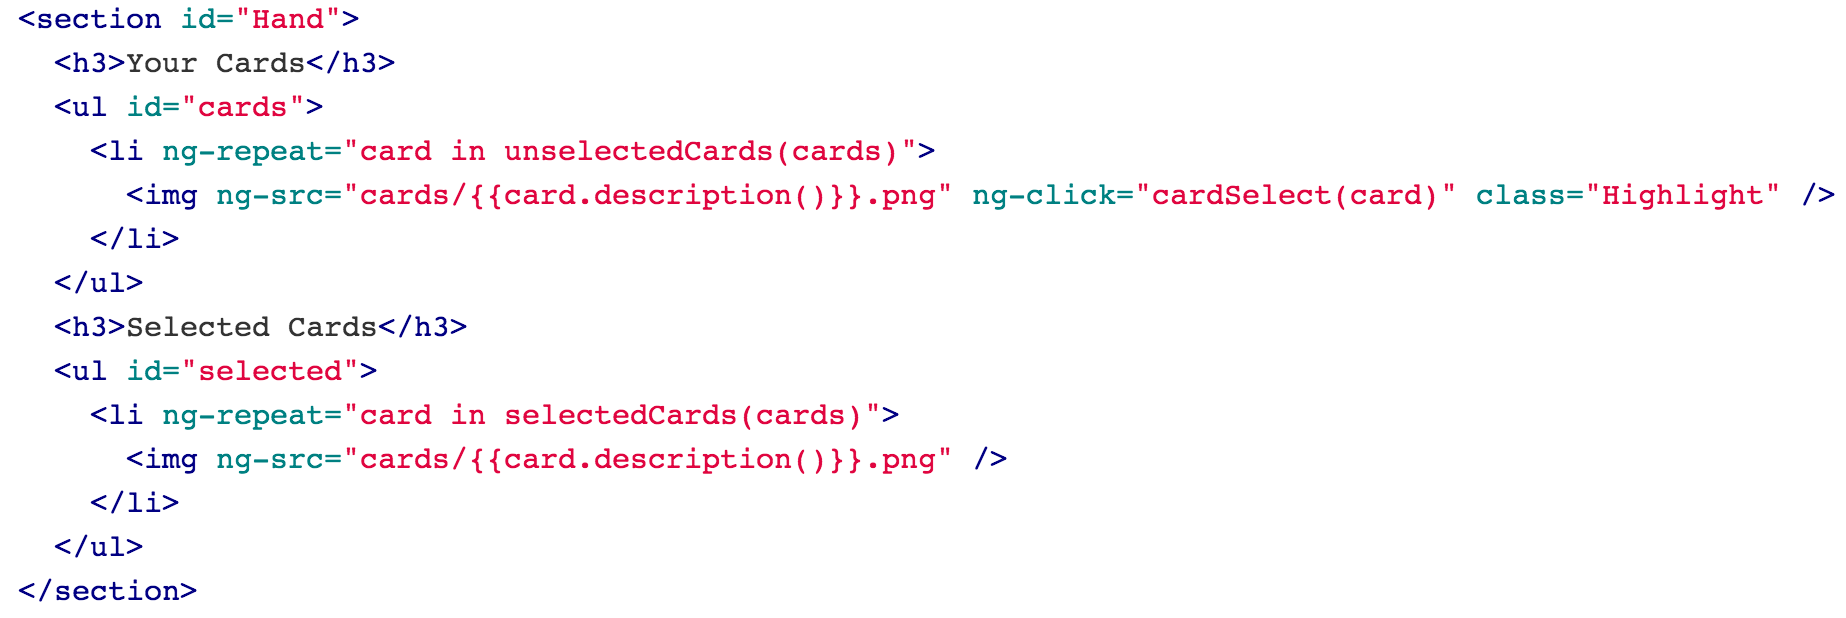 <section id="Hand">
  <h3>Your Cards</h3>
  <ul id="cards">
    <li ng-repeat="card in unselectedCards(cards)">
      <img ng-src="cards/{{card.description()}}.png" ng-click="cardSelect(card)" class="Highlight" />
    </li>
  </ul>
  <h3>Selected Cards</h3>
  <ul id="selected">
    <li ng-repeat="card in selectedCards(cards)">
      <img ng-src="cards/{{card.description()}}.png" />
    </li>
  </ul>
</section>